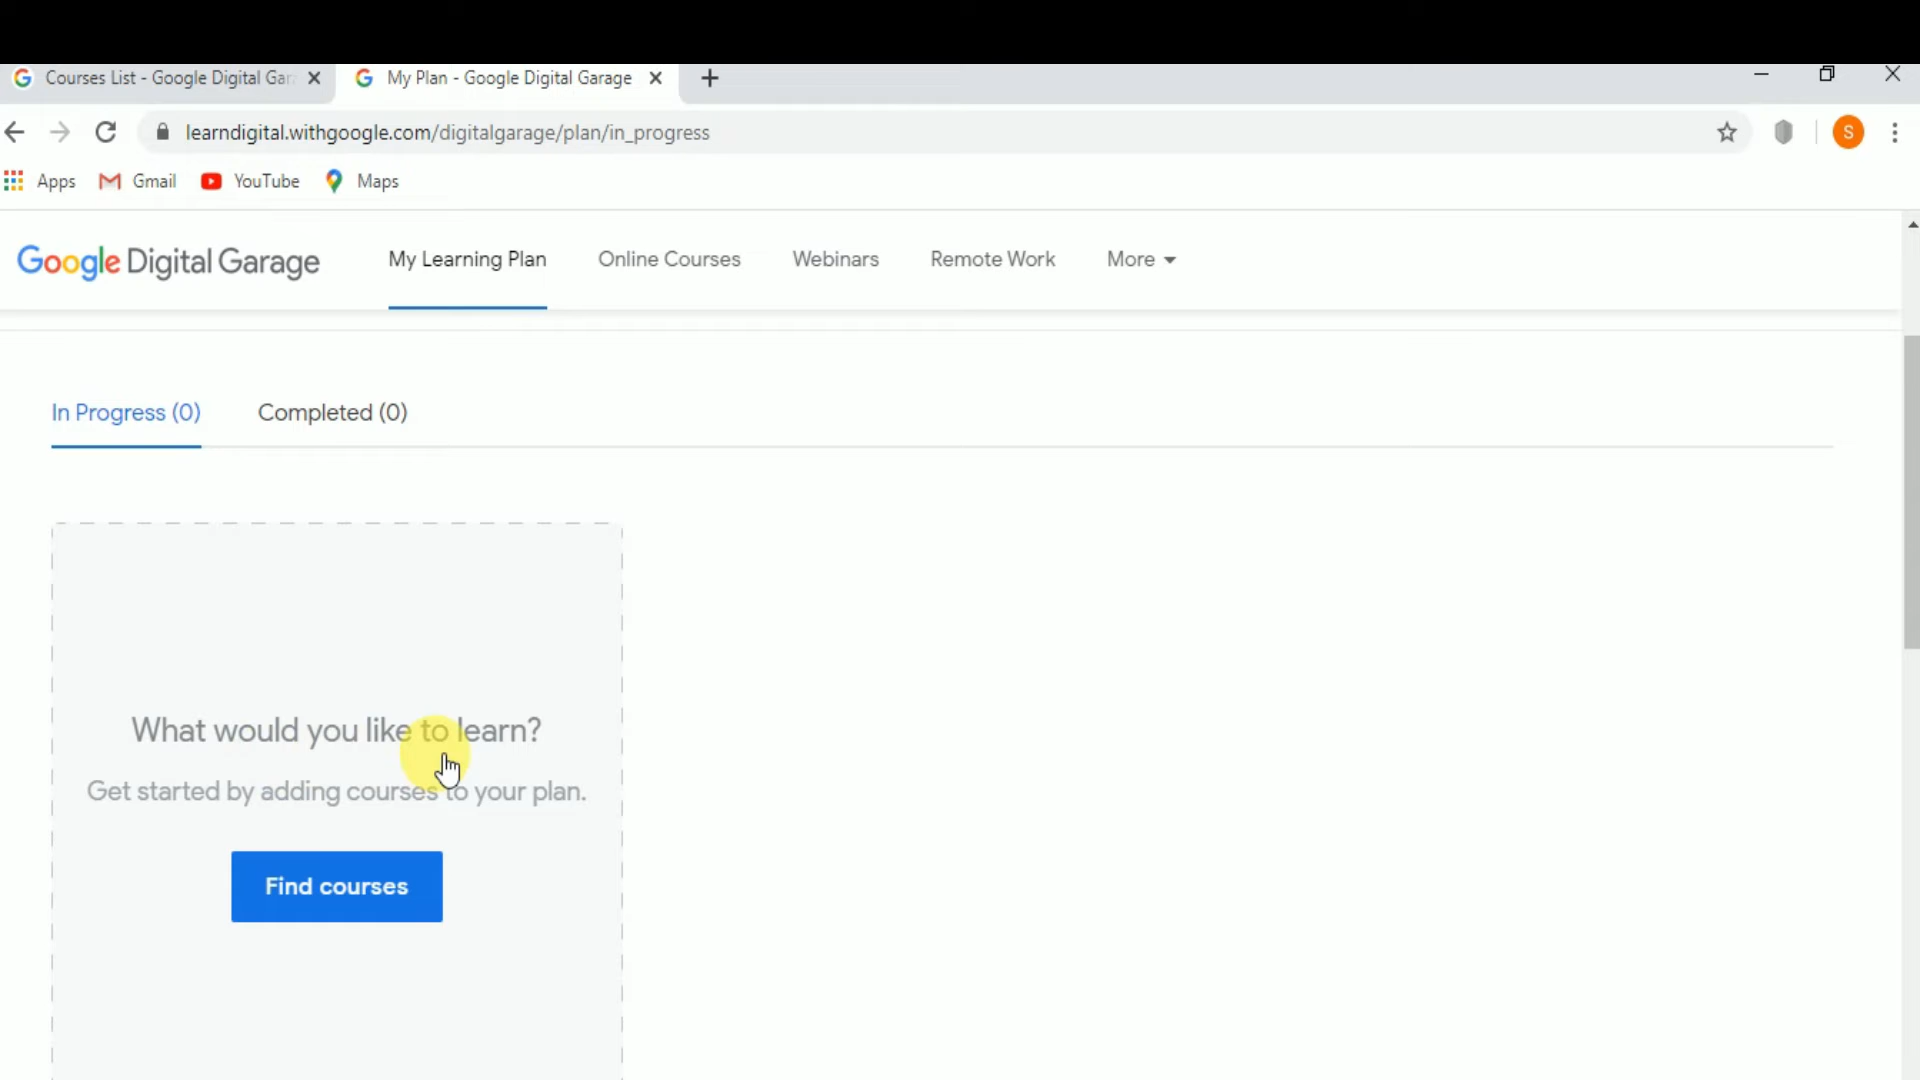 Courses List - Google Digital Gar
My Plan - Google Digital Garage
learndigital.withgoogle.com/digitalgarage/plan/in_progress
S
Apps Gmail YouTube Maps
Google Digital Garage My Learning Plan Online Courses Webinars Remote Work More
In Progress (0) Completed (0)
What would you like to learn?
Get started by adding courses to your plan.
Find courses